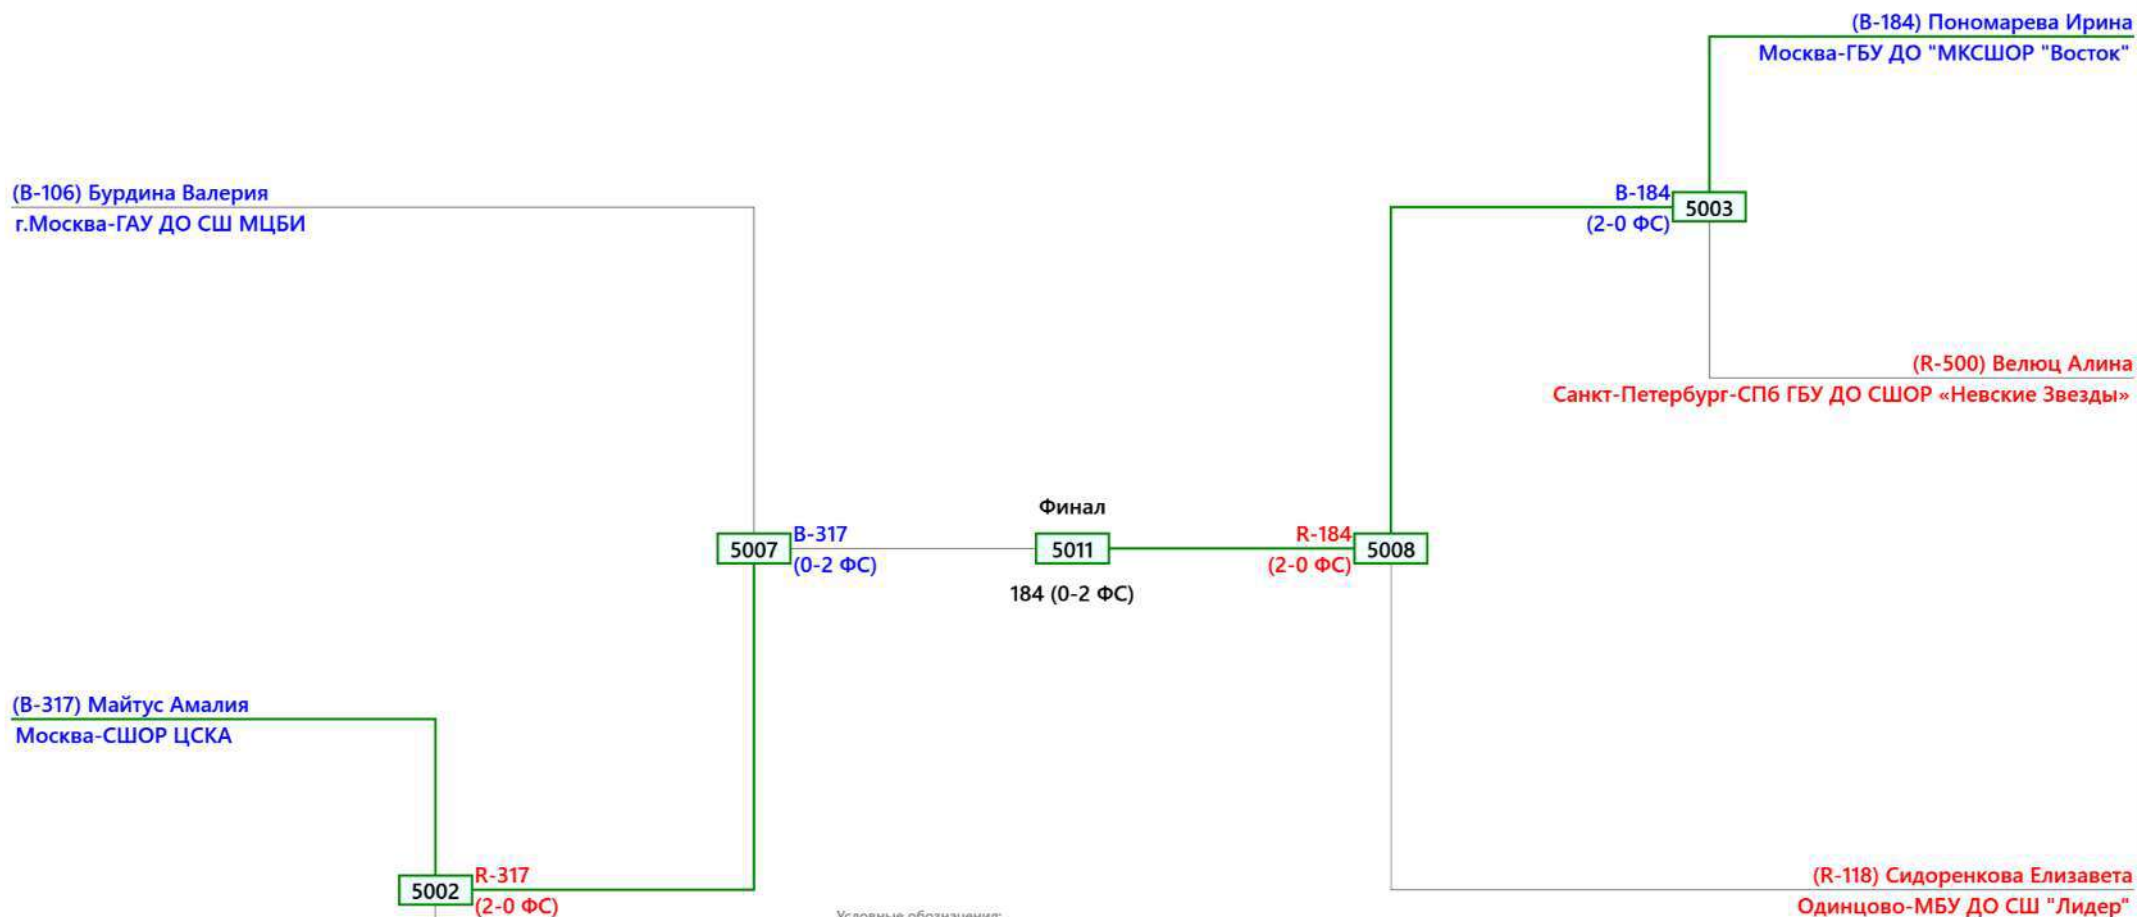 (B-184) Пономарева Ирина
Москва-ГБУ ДО "МКСШОР "Восток"
(B-106) Бурдина Валерия
г.Москва-ГАУ ДО СШ МЦБИ
B-184
(2-0 ФС)
5003
(R-500) Велюц Алина
Санкт-Петербург-СПб ГБУ ДО СШОР «Невские Звезды»
Финал
5007
B-317
(0-2 ФС)
5011
184 (0-2 ФС)
R-184
(2-0 ФС)
5008
(B-317) Майтус Амалия
Москва-СШОР ЦСКА
5002
R-317
(2-0 ФС)
(R-118) Сидоренкова Елизавета
Одинцово-МБУ ДО СШ "Лидер"
Условные обозначения: